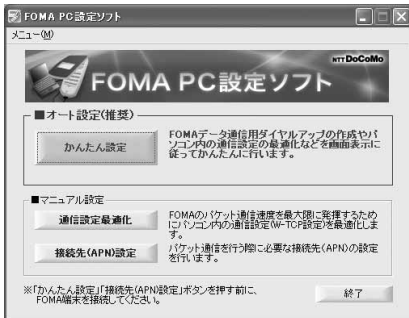 FOMA PC設定ソフト
メニュー(M)
NTT DoCoMo
FOMA PC設定ソフト
■オート設定(推奨)
かんたん設定
FOMAデータ通信用ダイヤルアップの作成やパ
ソコン内の通信設定の最適化などを画面表示に
従ってかんたんに行います。
■マニュアル設定
通信設定最適化
FOMAのパケット通信速度を最大限に発揮するため
にパソコン内の通信設定(W-TCP設定)を最適化しま
す。
接続先(APN)設定
パケット通信を行う際に必要な接続先(APN)の設定
を行います。
※「かんたん設定」「接続先(APN)設定」ボタンを押す前に、
FOMA端末を接続してください。
終了